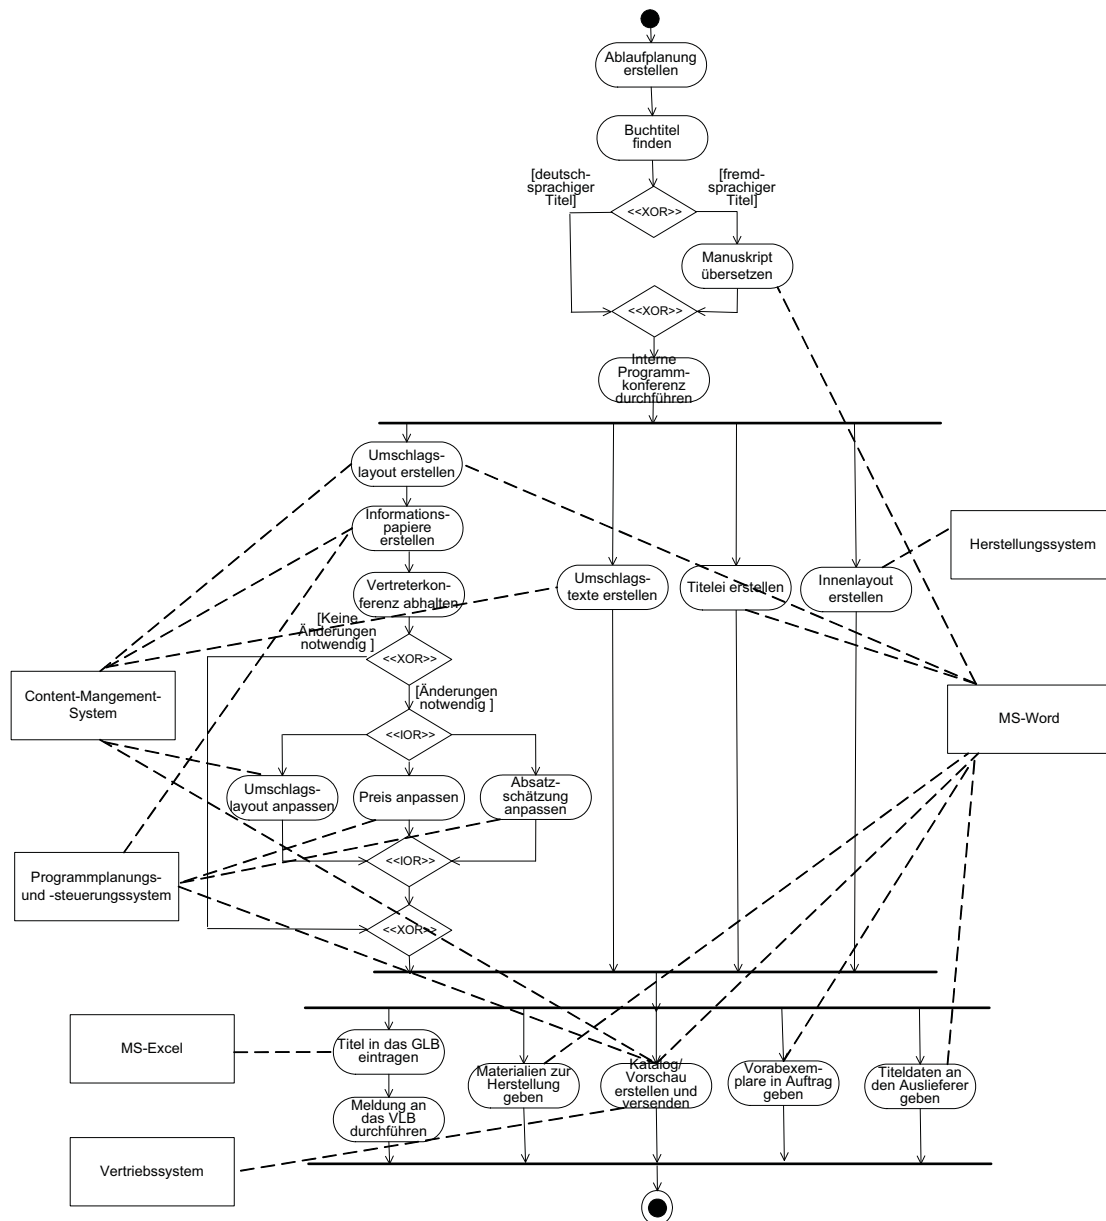 Ablaufplanung
erstellen
Buchtitel
finden
[deutsch-
sprachiger
Titel]
[fremd-
sprachiger
Titel]
<<XOR>>
Manuskript
übersetzen
<<XOR>>
Interne
Programm-
konferenz
durchführen
Umschlags-
layout erstellen
Informations-
papiere
erstellen
Herstellungssystem
Vertreterkon-
ferenz abhalten
Umschlags-
texte erstellen
Titelei erstellen
Innenlayout
erstellen
[Keine
Änderungen
notwendig ]
<<XOR>>
[Änderungen
notwendig ]
Content-Mangement-
System
MS-Word
<<IOR>>
Umschlags-
layout anpassen
Preis anpassen
Absatz-
schätzung
anpassen
<<IOR>>
Programmplanungs-
und -steuerungssystem
<<XOR>>
MS-Excel
Titel in das GLB
eintragen
Materialien zur
Herstellung
geben
Katalog/
Vorschau
erstellen und
versenden
Vorabexem-
plare in Auftrag
geben
Titeldaten an
den Auslieferer
geben
Meldung an
das VLB
durchführen
Vertriebssystem